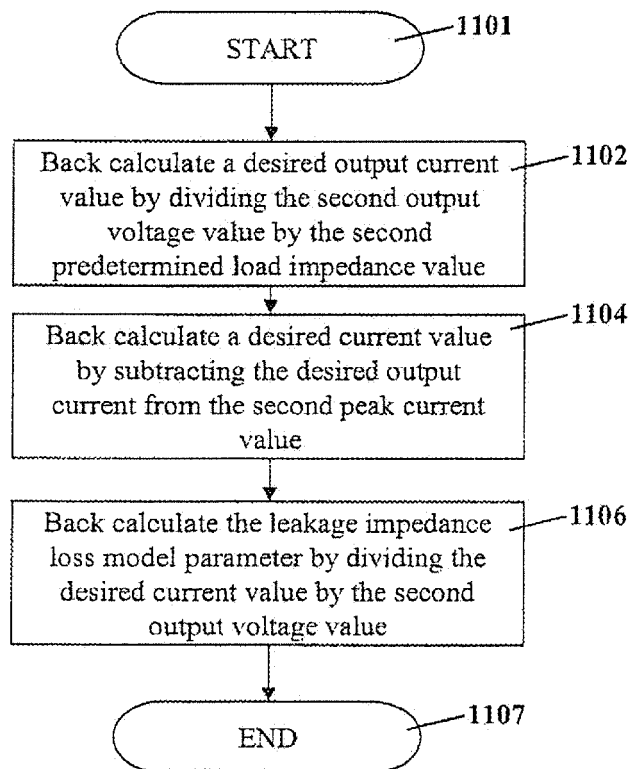 START
1101
Back calculate a desired output current
value by dividing the second output
voltage value by the second
predetermined load impedance value
1102
Back calculate a desired current value
by subtracting the desired output
current from the second peak current
value
1104
Back calculate the leakage impedance
loss model parameter by dividing the
desired current value by the second
output voltage value
1106
END
1107